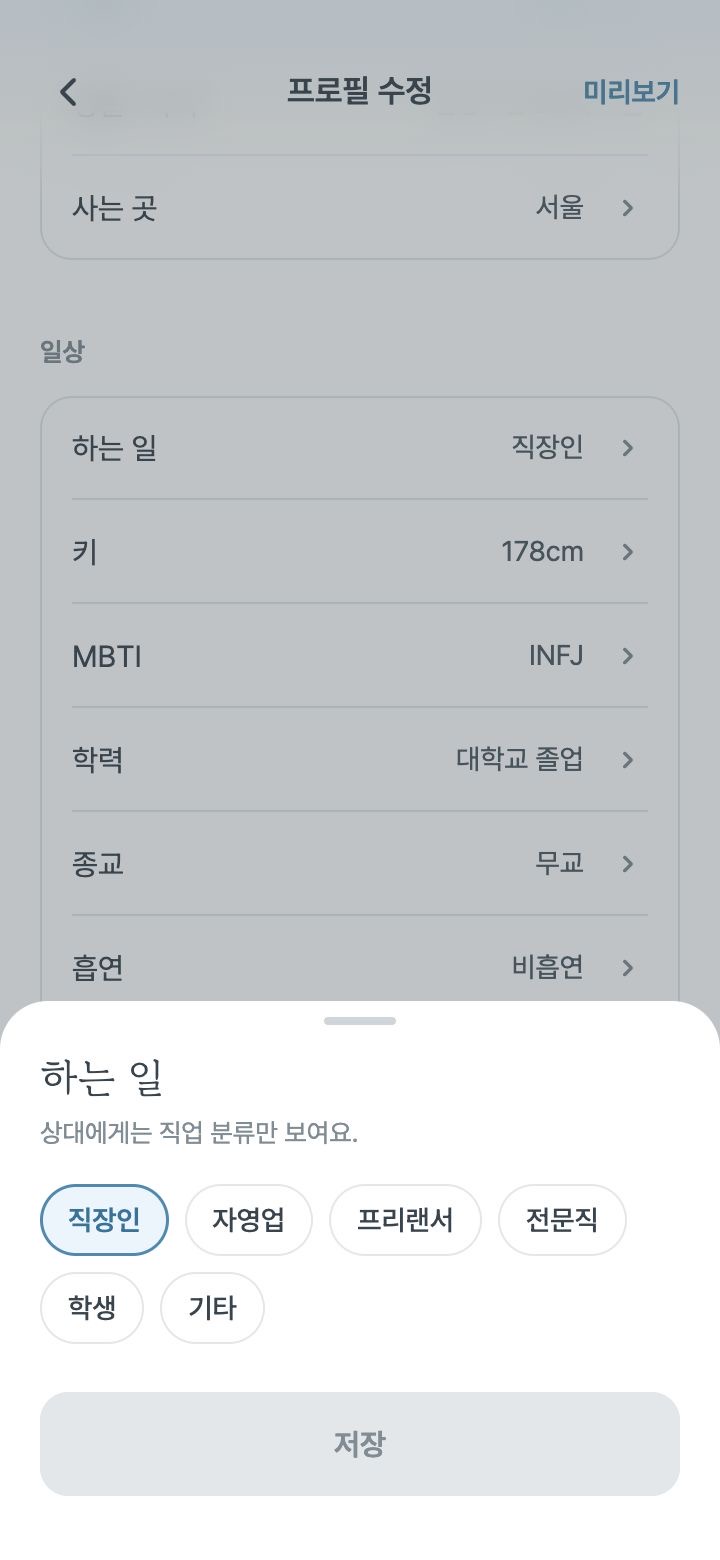 프로필 수정 미리보기
사는 곳 서울
일상
하는 일 직장인
키 178cm
MBTI INFJ
학력 대학교 졸업
종교 무교
흡연 비흡연
하는 일
상대에게는 직업 분류만 보여요.
직장인 자영업 프리랜서 전문직
학생 기타
저장